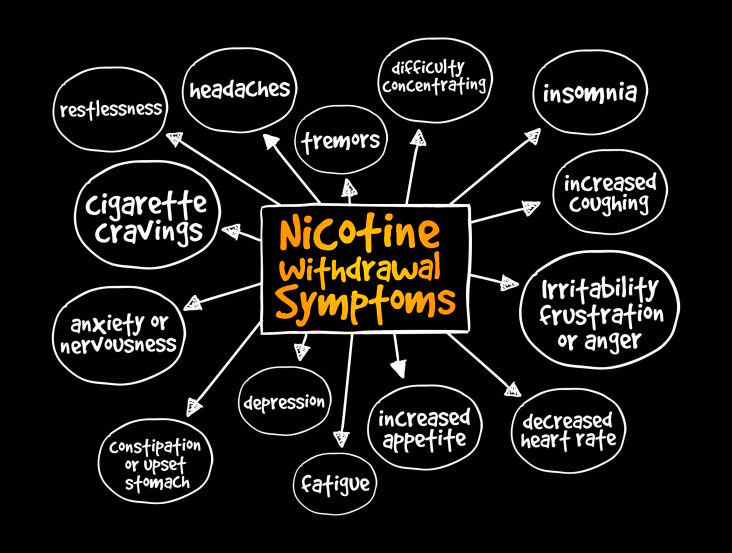 restlessness
headaches
tremors
difficulty
concentrating
insomnia
cigarette
cravings
increased
coughing
Nicotine
Withdrawal
Symptoms
Irritability
frustration
or anger
anxiety or
nervousness
depression
increased
appetite
decreased
heart rate
constipation
or upset
stomach
fatigue